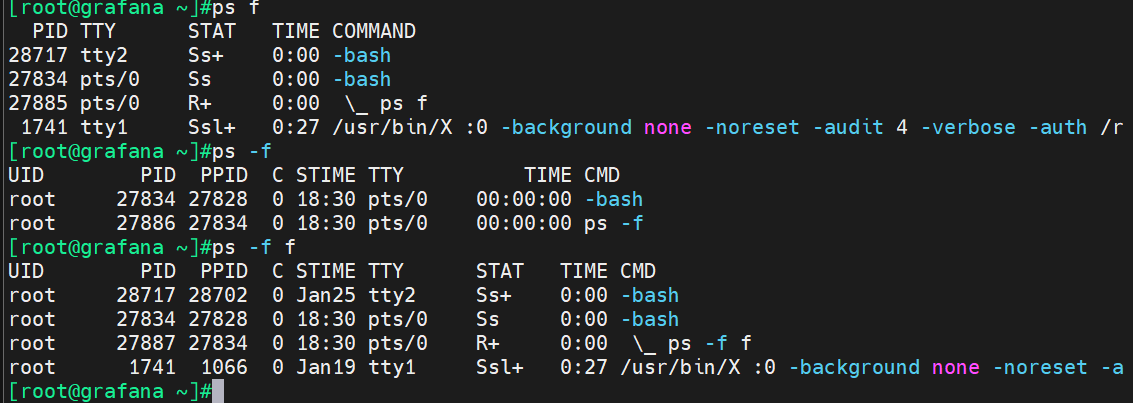 [root@grafana ~]#ps f
  PID TTY      STAT   TIME COMMAND
28717 tty2     Ss+    0:00 -bash
27834 pts/0    Ss     0:00 -bash
27885 pts/0    R+     0:00  \_ ps f
 1741 tty1     Ssl+   0:27 /usr/bin/X :0 -background none -noreset -audit 4 -verbose -auth /r
[root@grafana ~]#ps -f
UID        PID  PPID  C STIME TTY          TIME CMD
root     27834 27828  0 18:30 pts/0    00:00:00 -bash
root     27886 27834  0 18:30 pts/0    00:00:00 ps -f
[root@grafana ~]#ps -f f
UID        PID  PPID  C STIME TTY      STAT   TIME CMD
root     28717 28702  0 Jan25 tty2     Ss+    0:00 -bash
root     27834 27828  0 18:30 pts/0    Ss     0:00 -bash
root     27887 27834  0 18:30 pts/0    R+     0:00  \_ ps -f f
root      1741  1066  0 Jan19 tty1     Ssl+   0:27 /usr/bin/X :0 -background none -noreset -a
[root@grafana ~]#